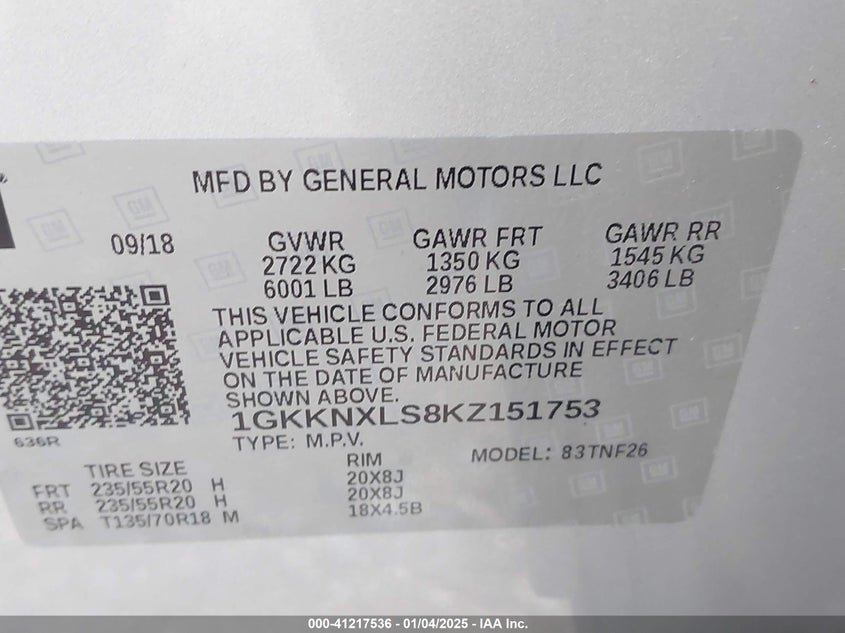 MFD BY GENERAL MOTORS LLC
09/18 GVWR GAWR FRT GAWR RR
2722 KG 1350 KG 1545 KG
6001 LB 2976 LB 3406 LB
THIS VEHICLE CONFORMS TO ALL
APPLICABLE U.S. FEDERAL MOTOR
VEHICLE SAFETY STANDARDS IN EFFECT
ON THE DATE OF MANUFACTURE
SHOWN ABOVE.
1GKKNXLS8KZ151753
636R
TYPE: M.P.V. MODEL: 83TNF26
TIRE SIZE RIM
FRT 235/55R20 H 20X8J
RR 235/55R20 H 20X8J
SPA T135/70R18 M 18X4.5B
000-41217536 - 01/04/2025 - IAA Inc.